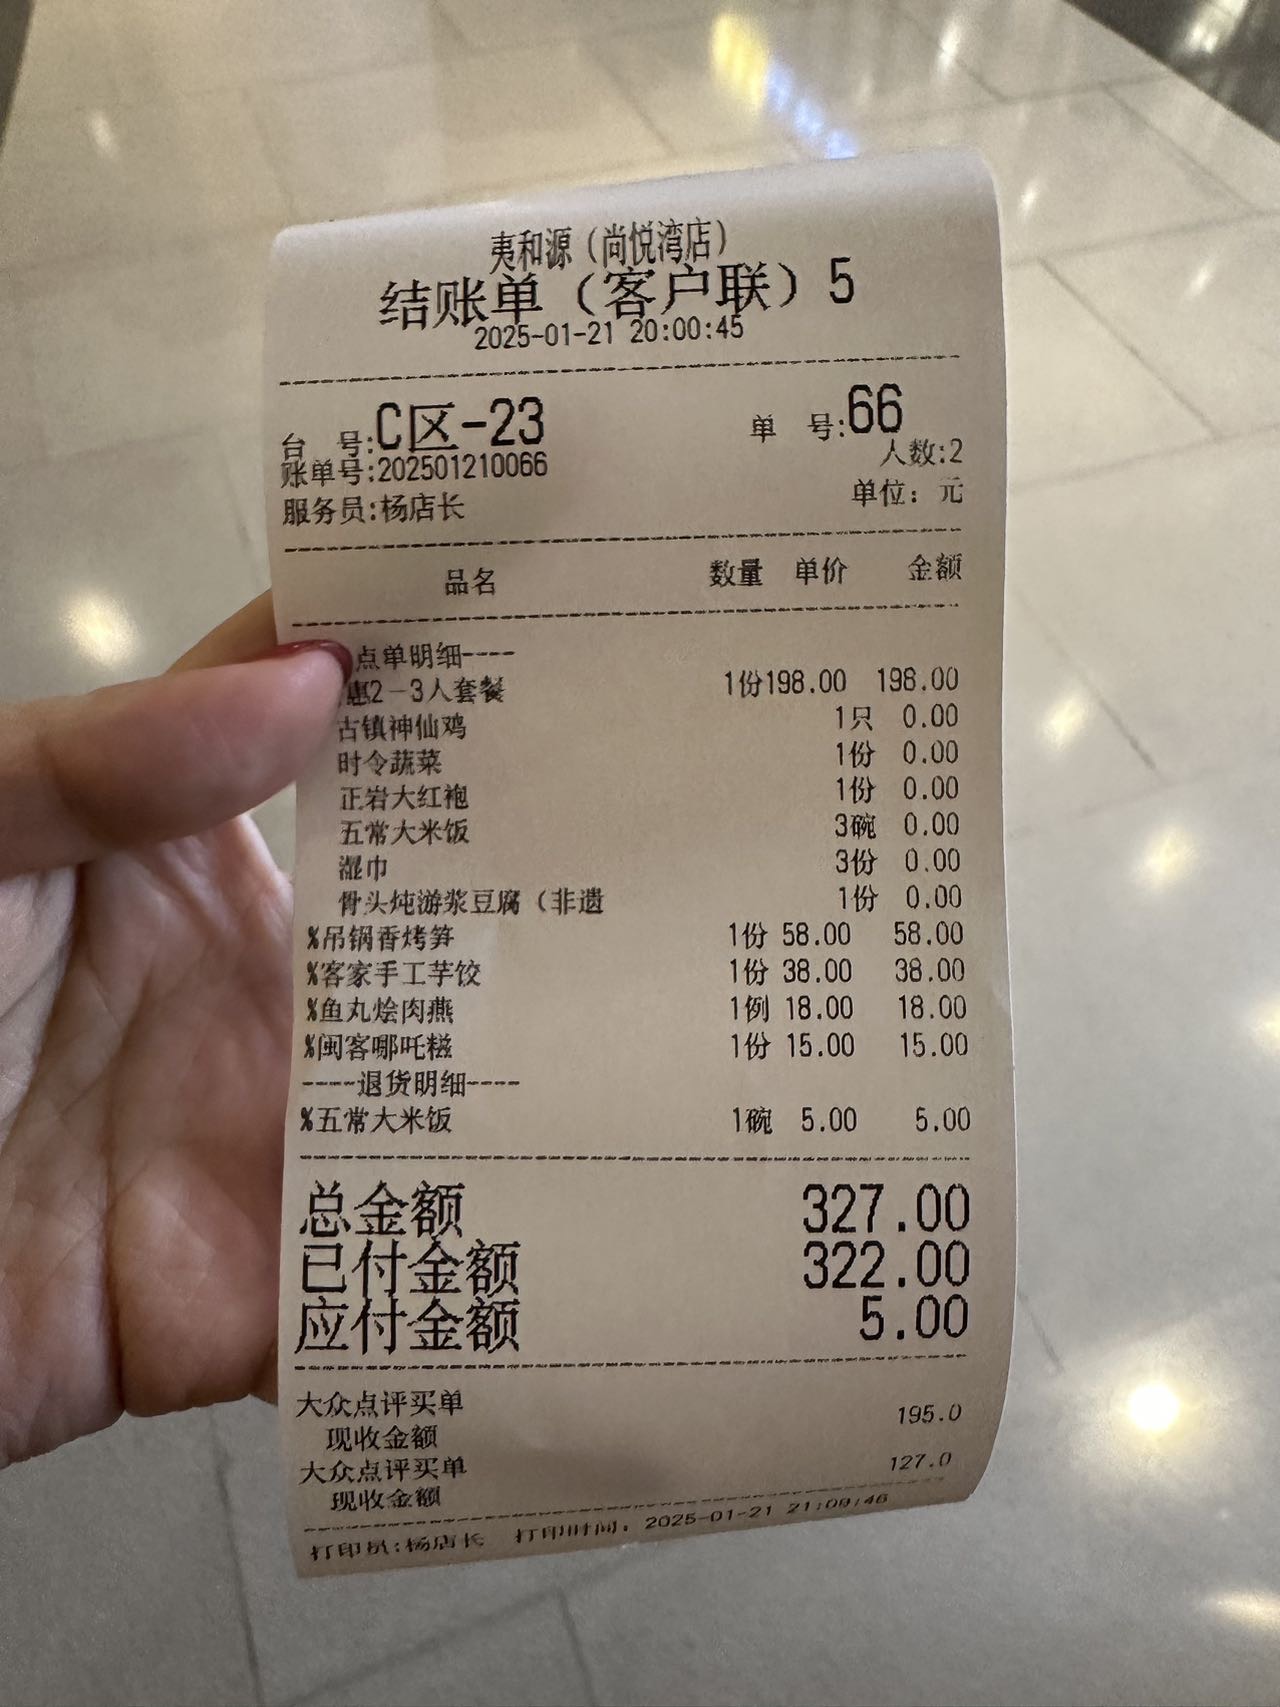 夷和源（尚悦湾店）
结账单（客户联）5
2025-01-21 20:00:45
台 号:C区-23 单 号:66
人数:2
账单号:202501210066
服务员:杨店长 单位：元
品名 数量 单价 金额
点单明细----
惠2-3人套餐 1份198.00 198.00
古镇神仙鸡 1只 0.00
时令蔬菜 1份 0.00
正岩大红袍 1份 0.00
五常大米饭 3碗 0.00
湿巾 3份 0.00
骨头炖游浆豆腐（非遗 1份 0.00
%吊锅香烤笋 1份 58.00 58.00
%客家手工芋饺 1份 38.00 38.00
%鱼丸烩肉燕 1例 18.00 18.00
%闽客哪吒糍 1份 15.00 15.00
----退货明细----
%五常大米饭 1碗 5.00 5.00
总金额 327.00
已付金额 322.00
应付金额 5.00
大众点评买单 195.0
现收金额
大众点评买单 127.0
现收金额
打印员:杨店长 打印时间：2025-01-21 21:09:46